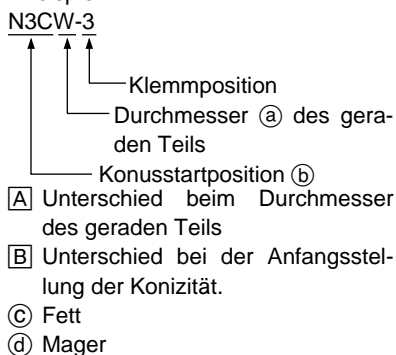 N3CW-3
Klemmposition
Durchmesser ⓐ des gera-
den Teils
Konusstartposition ⓑ
A Unterschied beim Durchmesser
des geraden Teils
B Unterschied bei der Anfangsstel-
lung der Konizität.
ⓒ Fett
ⓓ Mager